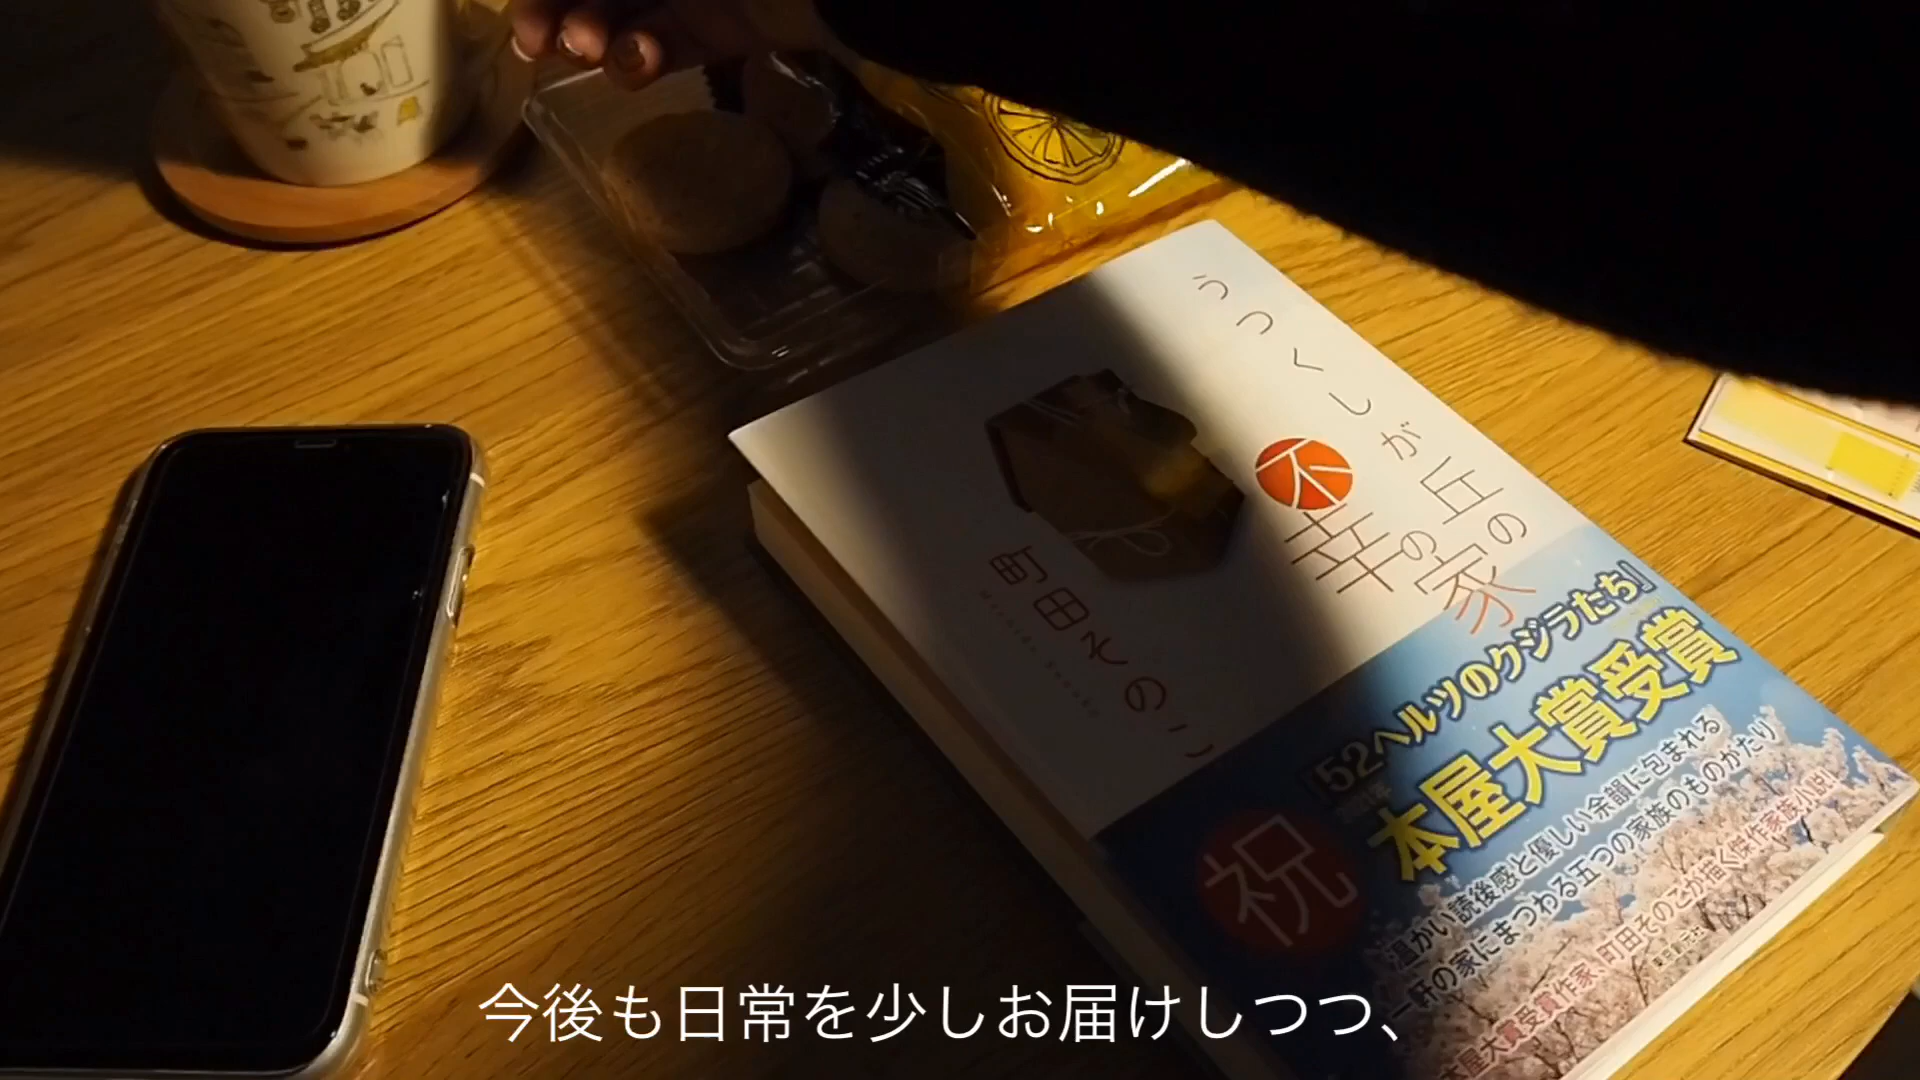 うつくしが
丘の
不
幸の
家
町田そのこ
『52ヘルツのクジラたち』
本屋大賞受賞
祝
温かい読後感と優しい余韻に包まれる
一軒の家にまつわる五つの家族のものがたり
本屋大賞受賞作家、町田そのこが描く傑作家族小説!
今後も日常を少しお届けしつつ、